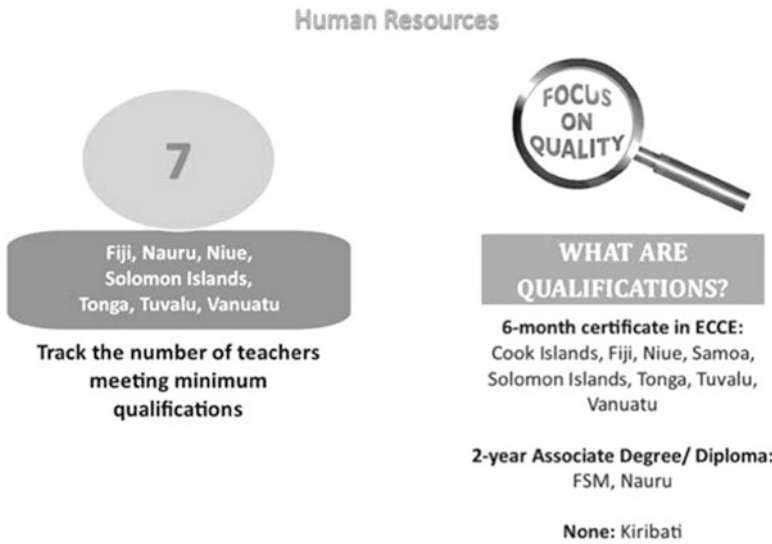 Human Resources
7
Fiji, Nauru, Niue,
Solomon Islands,
Tonga, Tuvalu, Vanuatu
Track the number of teachers
meeting minimum
qualifications
FOCUS
ON
QUALITY
WHAT ARE
QUALIFICATIONS?
6-month certificate in ECCE:
Cook Islands, Fiji, Niue, Samoa,
Solomon Islands, Tonga, Tuvalu,
Vanuatu
2-year Associate Degree/ Diploma:
FSM, Nauru
None: Kiribati